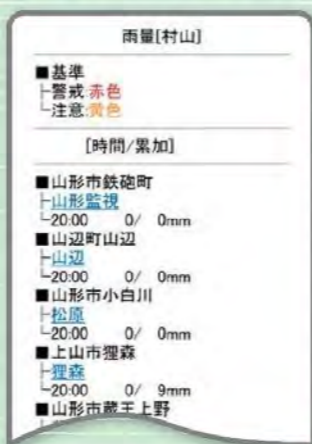 雨量[村山]
■基準
├警戒:赤色
└注意:黄色
[時間/累加]
■山形市鉄砲町
├山形監視
└20:00 0/ 0mm
■山辺町山辺
├山辺
└20:00 0/ 0mm
■山形市小白川
├松原
└20:00 0/ 0mm
■上山市狸森
├狸森
└20:00 0/ 9mm
■山形市蔵王上野